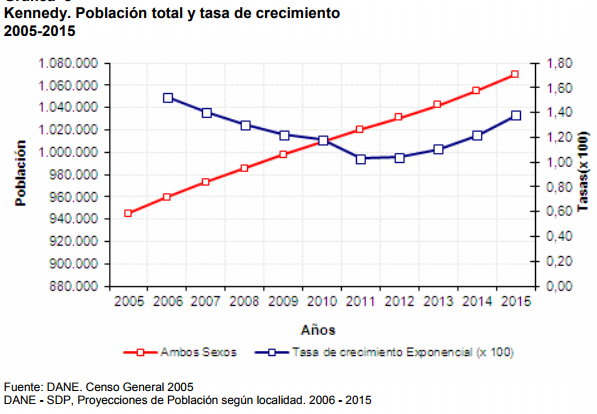 Kennedy. Población total y tasa de crecimiento
2005-2015
1.080.000
1.060.000
1.040.000
1.020.000
1.000.000
980.000
960.000
940.000
920.000
900.000
880.000
Población
1,80
1,60
1,40
1,20
1,00
0,80
0,60
0,40
0,20
0,00
Tasas(x 100)
2005 2006 2007 2008 2009 2010 2011 2012 2013 2014 2015
Años
Ambos Sexos Tasa de crecimiento Exponencial (x 100)
Fuente: DANE. Censo General 2005
DANE - SDP, Proyecciones de Población según localidad. 2006 - 2015